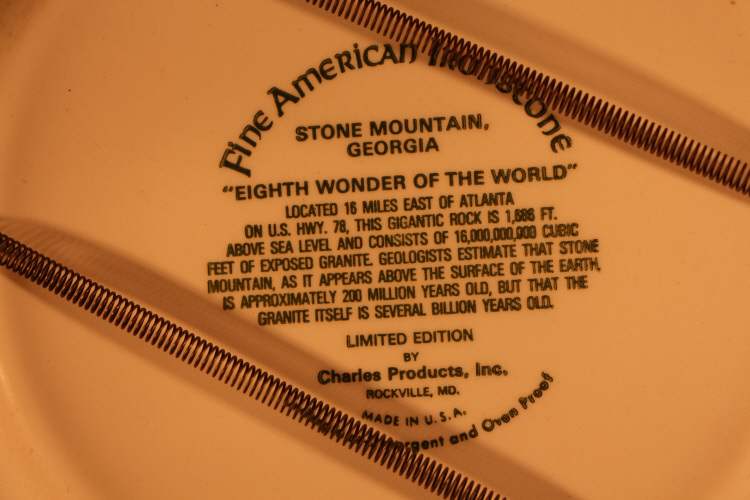 Fine American Ironstone
STONE MOUNTAIN,
GEORGIA
"EIGHTH WONDER OF THE WORLD"
LOCATED 16 MILES EAST OF ATLANTA
ON U.S. HWY. 78, THIS GIGANTIC ROCK IS 1,686 FT.
ABOVE SEA LEVEL AND CONSISTS OF 16,000,000,000 CUBIC
FEET OF EXPOSED GRANITE. GEOLOGISTS ESTIMATE THAT STONE
MOUNTAIN, AS IT APPEARS ABOVE THE SURFACE OF THE EARTH,
IS APPROXIMATELY 200 MILLION YEARS OLD, BUT THAT THE
GRANITE ITSELF IS SEVERAL BILLION YEARS OLD.
LIMITED EDITION
BY
Charles Products, Inc.
ROCKVILLE, MD.
MADE IN U.S.A.
and Oven Proof